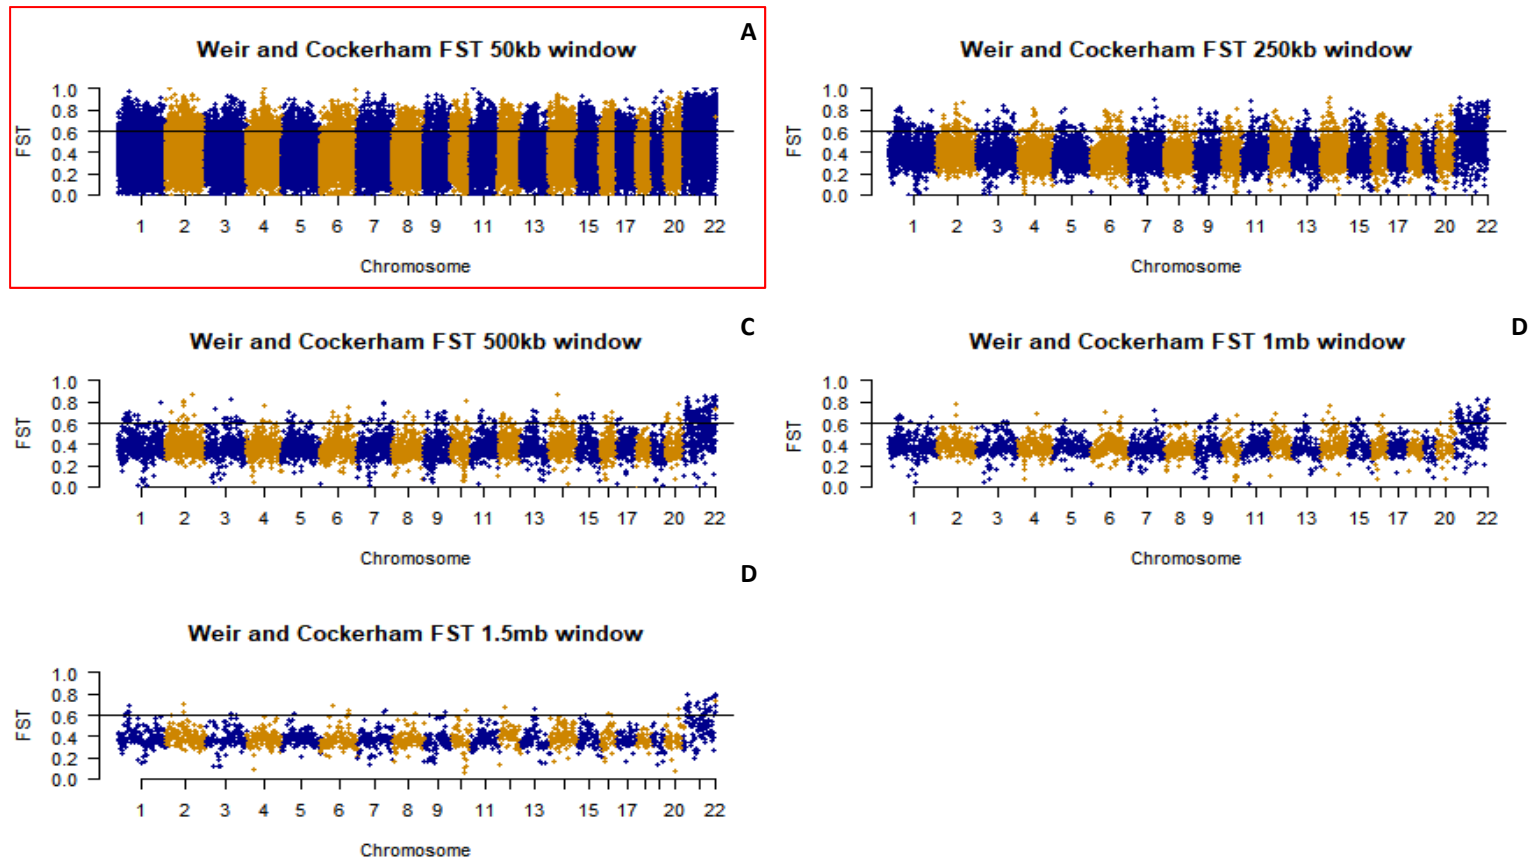 A
Weir and Cockerham FST 50kb window
FST
1.0
0.8
0.6
0.4
0.2
0.0
1 2 3 4 5 6 7 8 9 11 13 15 17 20 22
Chromosome
Weir and Cockerham FST 250kb window
FST
1.0
0.8
0.6
0.4
0.2
0.0
1 2 3 4 5 6 7 8 9 11 13 15 17 20 22
Chromosome
C
Weir and Cockerham FST 500kb window
FST
1.0
0.8
0.6
0.4
0.2
0.0
1 2 3 4 5 6 7 8 9 11 13 15 17 20 22
Chromosome
D
Weir and Cockerham FST 1mb window
FST
1.0
0.8
0.6
0.4
0.2
0.0
1 2 3 4 5 6 7 8 9 11 13 15 17 20 22
Chromosome
D
Weir and Cockerham FST 1.5mb window
FST
1.0
0.8
0.6
0.4
0.2
0.0
1 2 3 4 5 6 7 8 9 11 13 15 17 20 22
Chromosome